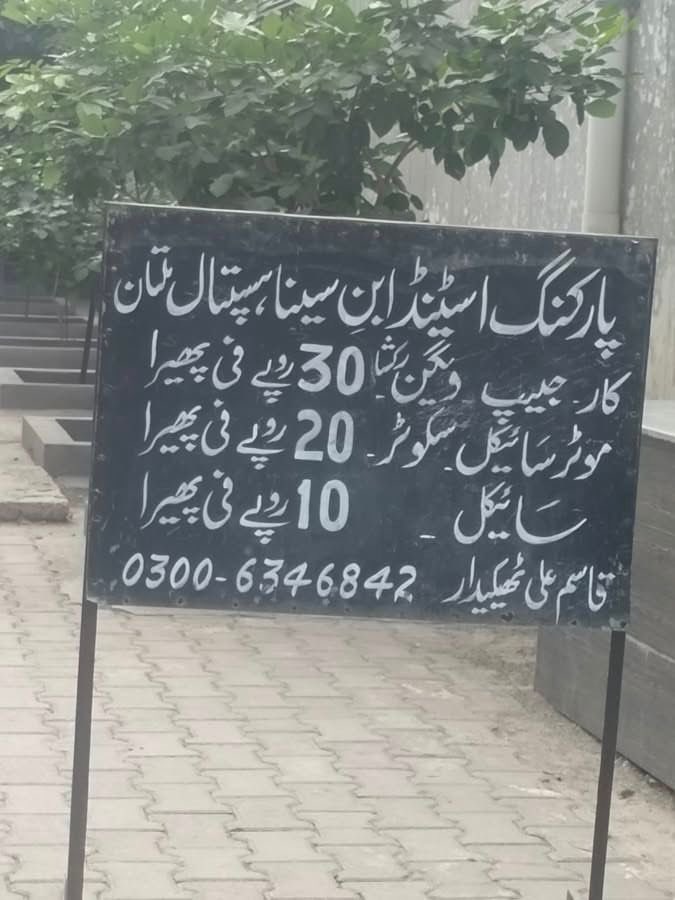 پارکنگ اسٹینڈ ابنِ سینا ہسپتال ملتان
کار۔ جیپ ویگن رکشا۔ 30 روپے فی پھیرا
موٹر سائیکل۔ سکوٹر۔ 20 روپے فی پھیرا
سائیکل ۔ 10 روپے فی پھیرا
قاسم علی ٹھیکیدار 0300-6346842